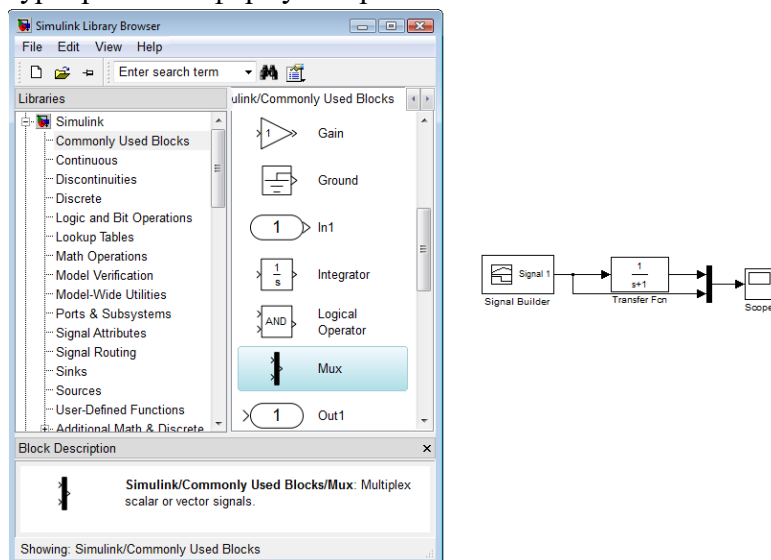 Simulink Library Browser
File Edit View Help
Enter search term
Libraries
ulink/Commonly Used Blocks
Simulink
Commonly Used Blocks
Continuous
Discontinuities
Discrete
Logic and Bit Operations
Lookup Tables
Math Operations
Model Verification
Model-Wide Utilities
Ports & Subsystems
Signal Attributes
Signal Routing
Sinks
Sources
User-Defined Functions
Additional Math & Discrete
1 Gain
Ground
1 In1
1
s
Integrator
AND
Logical
Operator
Mux
1 Out1
Block Description
Simulink/Commonly Used Blocks/Mux: Multiplex
scalar or vector signals.
Showing: Simulink/Commonly Used Blocks
Signal 1
Signal Builder
1
s+1
Transfer Fcn
Scope